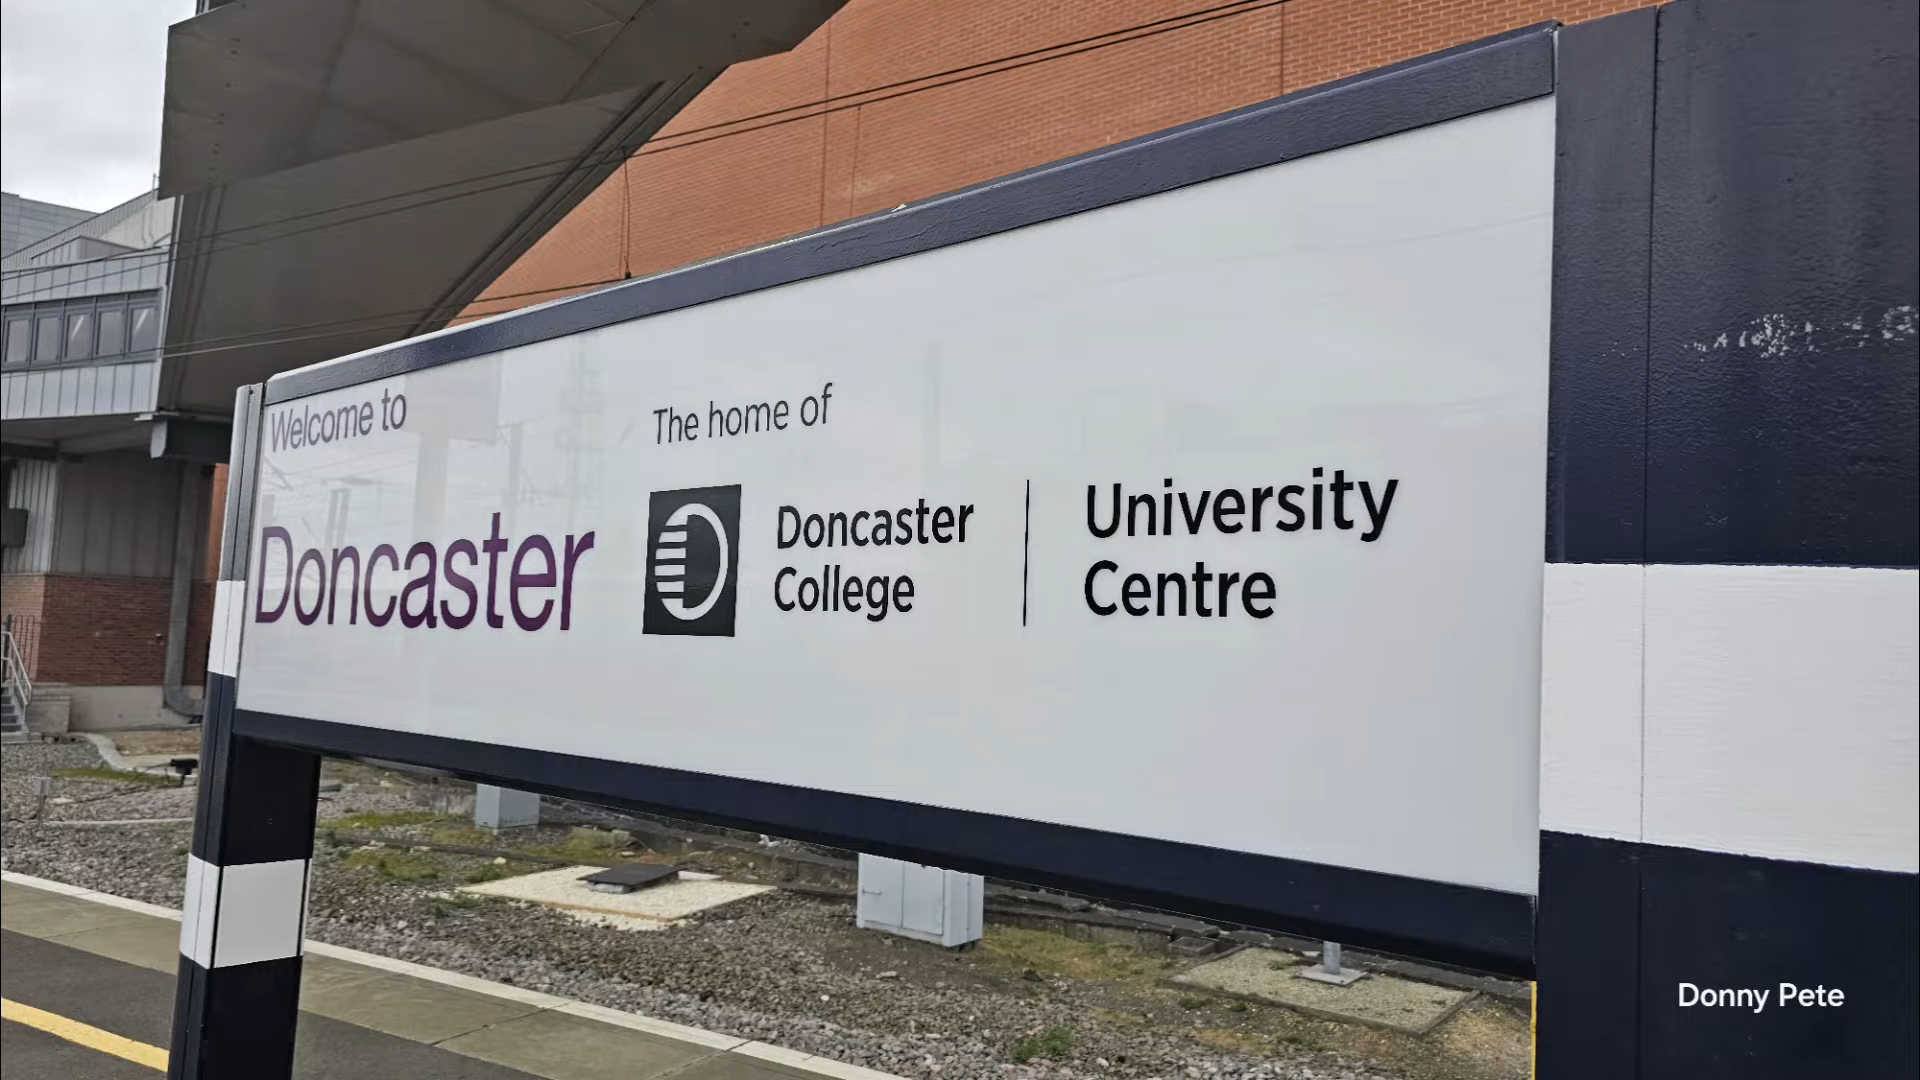 Welcome to
Doncaster
The home of
Doncaster
College
University
Centre
Donny Pete